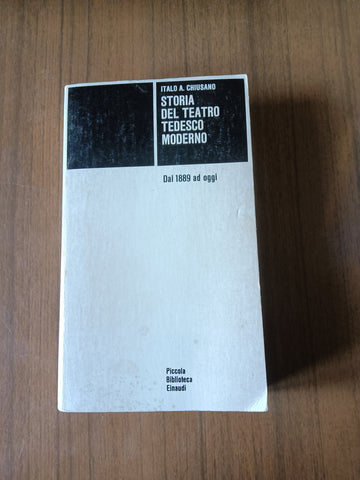 ITALO A. CHIUSANO
STORIA
DEL TEATRO
TEDESCO
MODERNO
Dal 1889 ad oggi
Piccola
Biblioteca
Einaudi